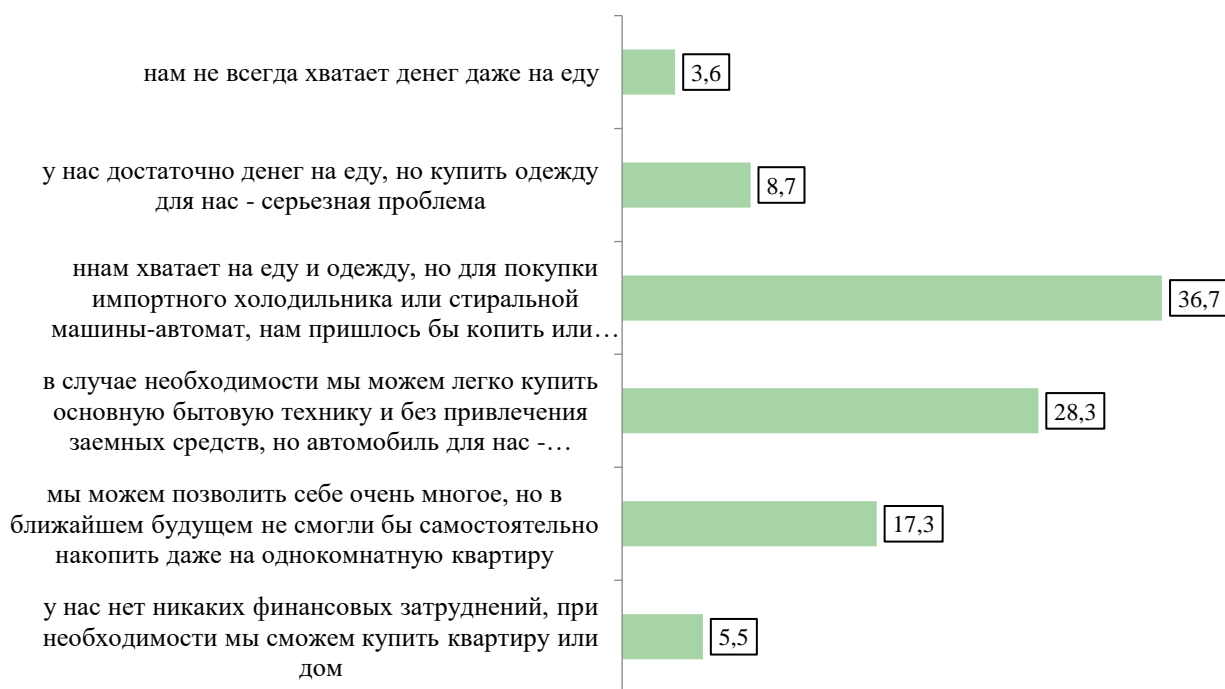 нам не всегда хватает денег даже на еду
3,6
у нас достаточно денег на еду, но купить одежду
для нас - серьезная проблема
8,7
ннам хватает на еду и одежду, но для покупки
импортного холодильника или стиральной
машины-автомат, нам пришлось бы копить или…
36,7
в случае необходимости мы можем легко купить
основную бытовую технику и без привлечения
заемных средств, но автомобиль для нас -…
28,3
мы можем позволить себе очень многое, но в
ближайшем будущем не смогли бы самостоятельно
накопить даже на однокомнатную квартиру
17,3
у нас нет никаких финансовых затруднений, при
необходимости мы сможем купить квартиру или
дом
5,5